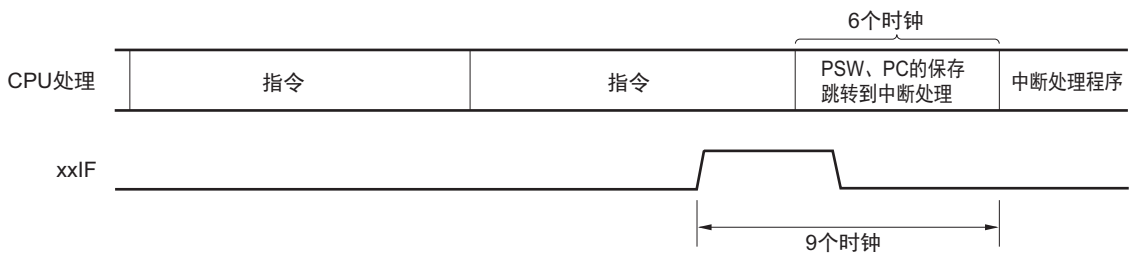 6个时钟
CPU处理
指令
指令
PSW、PC的保存
跳转到中断处理
中断处理程序
xxIF
9个时钟